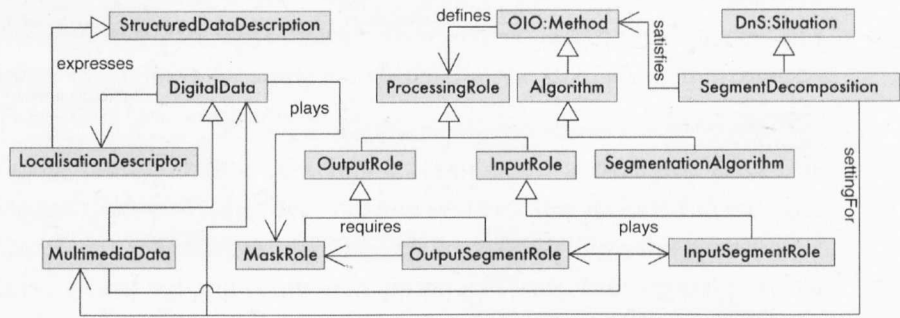 StructuredDataDescription
defines
OIO:Method
DnS:Situation
expresses
satisfies
DigitalData
plays
ProcessingRole
Algorithm
SegmentDecomposition
LocalisationDescriptor
OutputRole
InputRole
SegmentationAlgorithm
settingFor
requires
plays
MultimediaData
MaskRole
OutputSegmentRole
InputSegmentRole